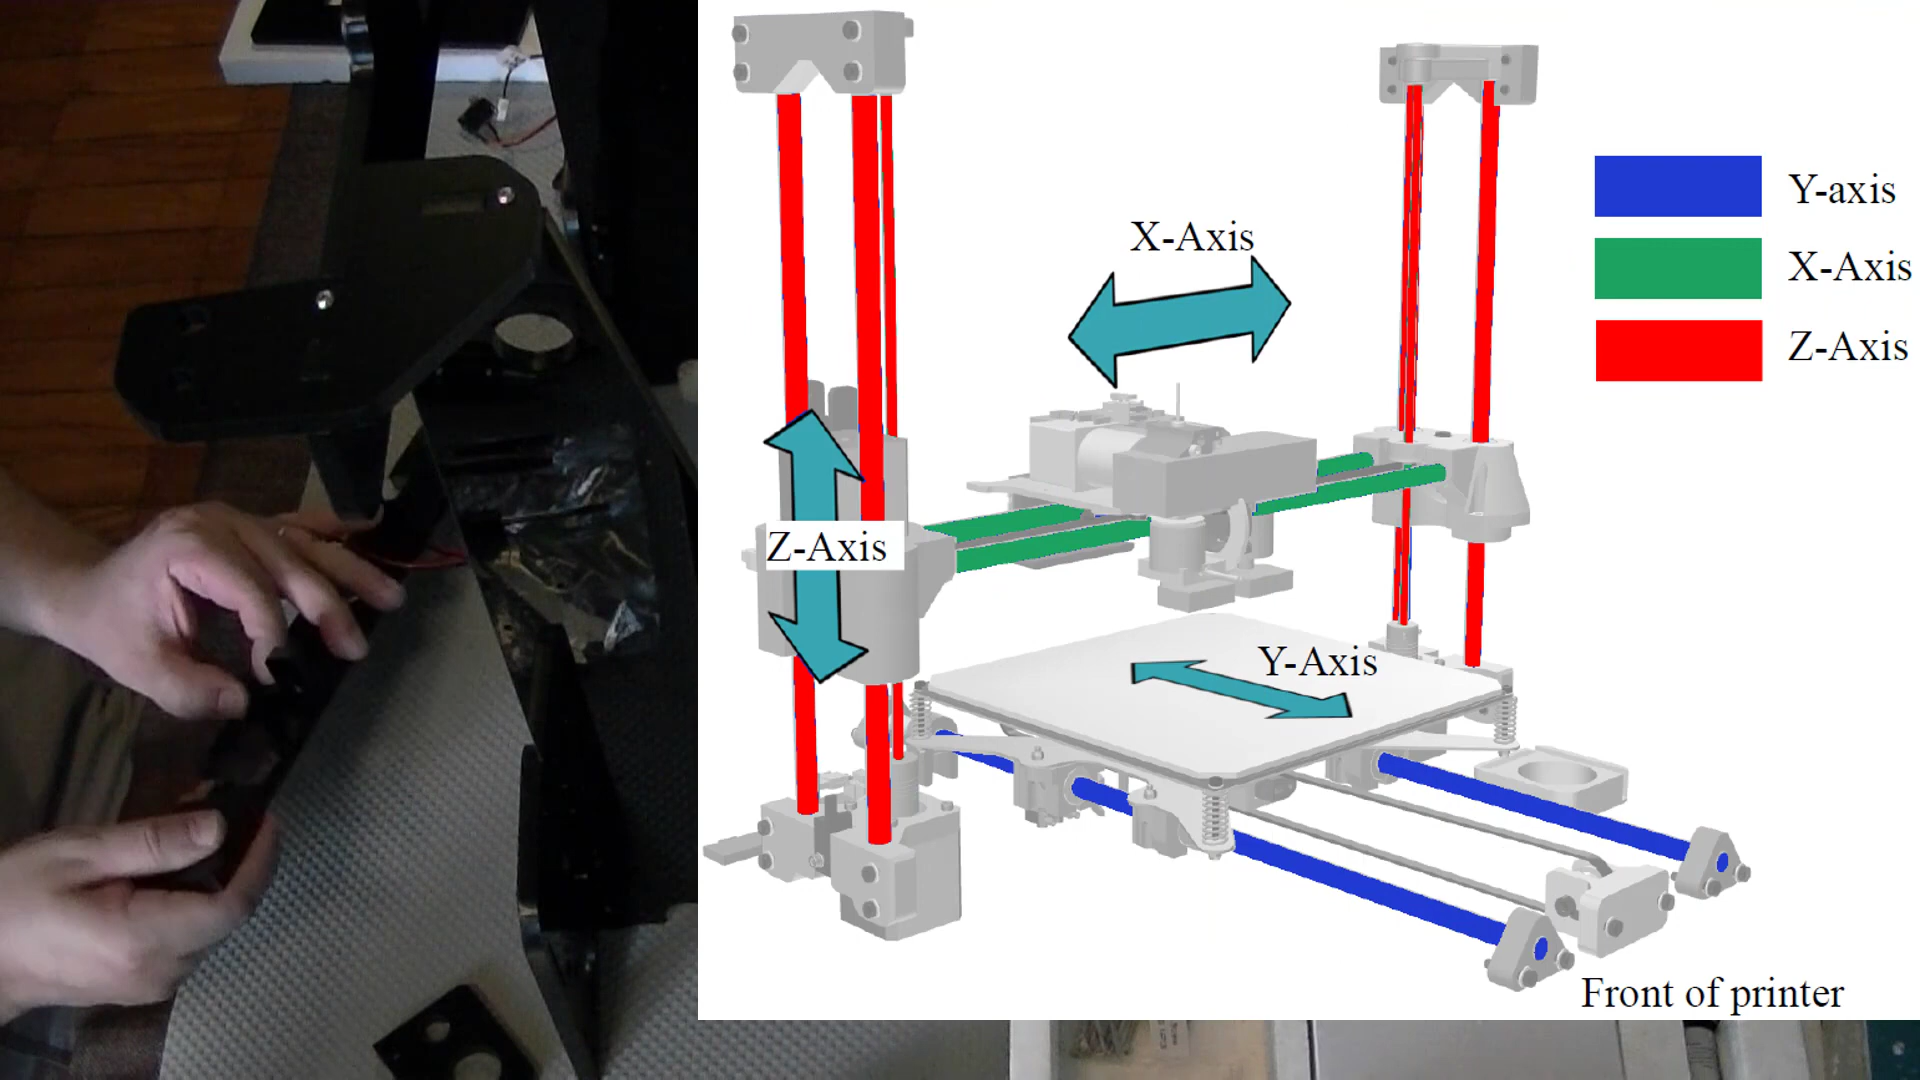 X-Axis
Y-axis
X-Axis
Z-Axis
Z-Axis
Y-Axis
Front of printer